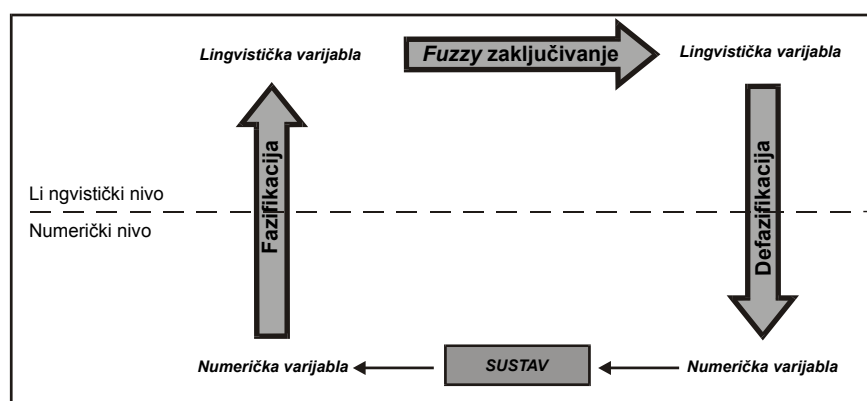 Lingvistička varijabla
Fuzzy zaključivanje
Lingvistička varijabla
Fazifikacija
Defazifikacija
Li ngvistički nivo
Numerički nivo
Numerička varijabla
SUSTAV
Numerička varijabla